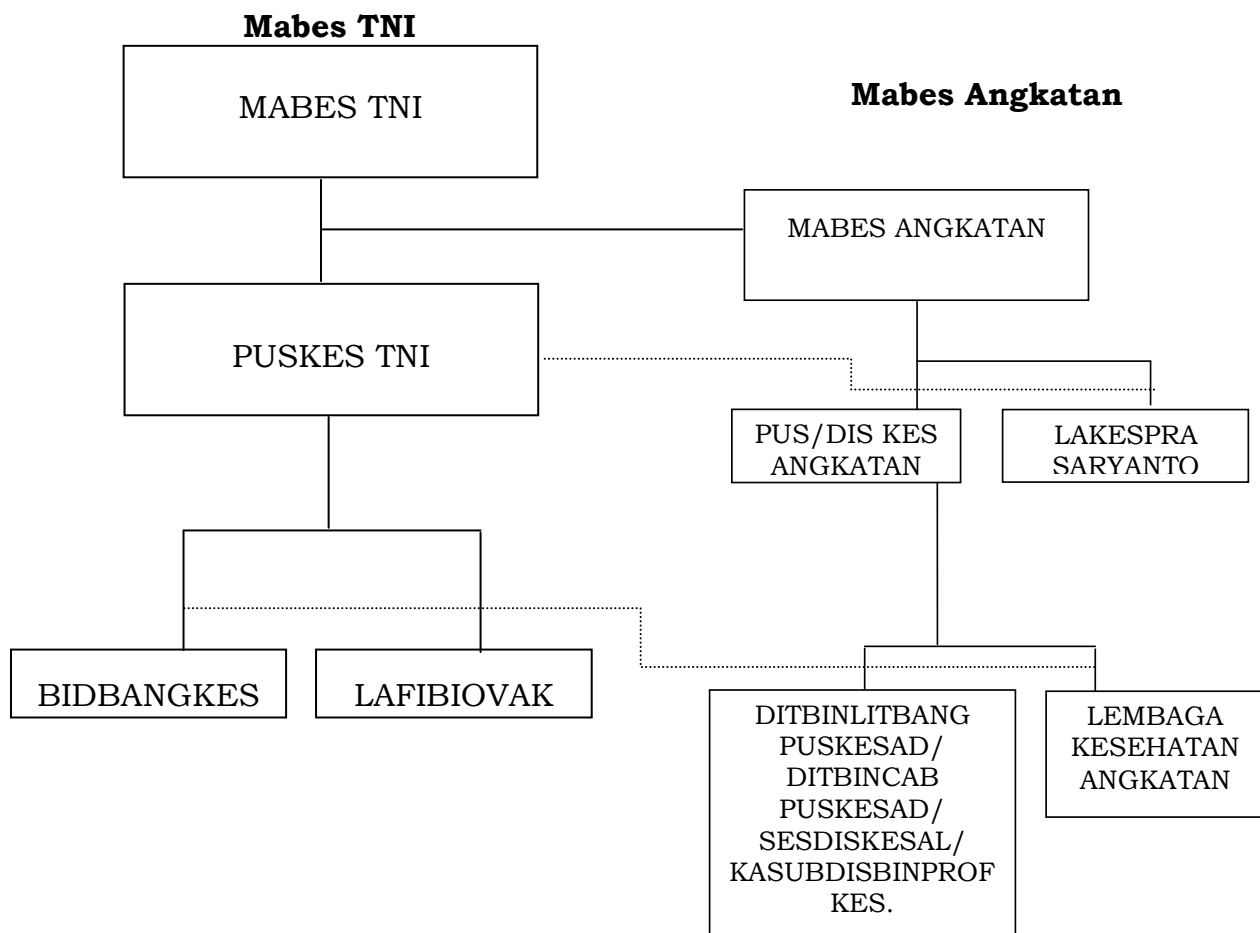 Mabes TNI
MABES TNI
Mabes Angkatan
MABES ANGKATAN
PUSKES TNI
PUS/DIS KES
ANGKATAN
LAKESPRA
SARYANTO
BIDBANGKES
LAFIBIOVAK
DITBINLITBANG
PUSKESAD/
DITBINCAB
PUSKESAD/
SESDISKESAL/
KASUBDISBINPROF
KES.
LEMBAGA
KESEHATAN
ANGKATAN